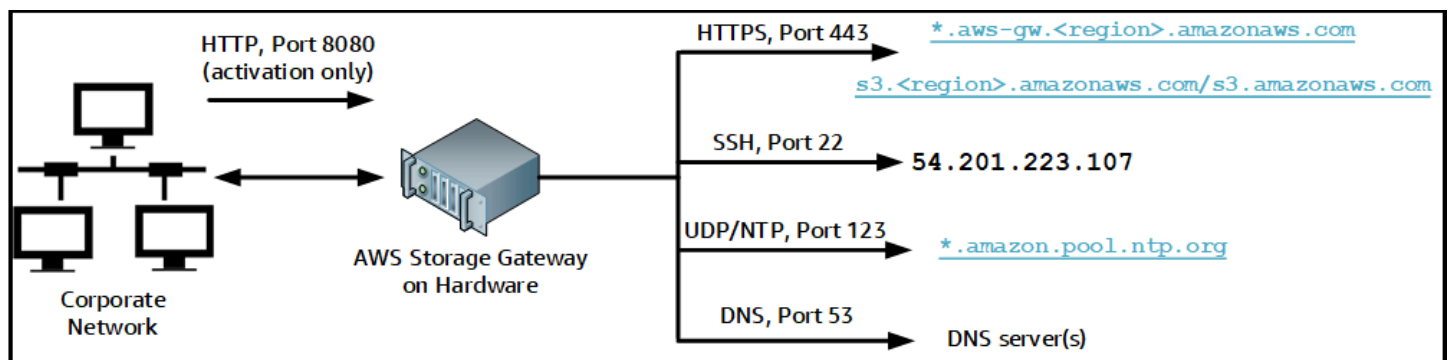 HTTP, Port 8080
(activation only)
Corporate
Network
AWS Storage Gateway
on Hardware
HTTPS, Port 443
*.aws-gw.<region>.amazonaws.com
s3.<region>.amazonaws.com/s3.amazonaws.com
SSH, Port 22
54.201.223.107
UDP/NTP, Port 123
*.amazon.pool.ntp.org
DNS, Port 53
DNS server(s)